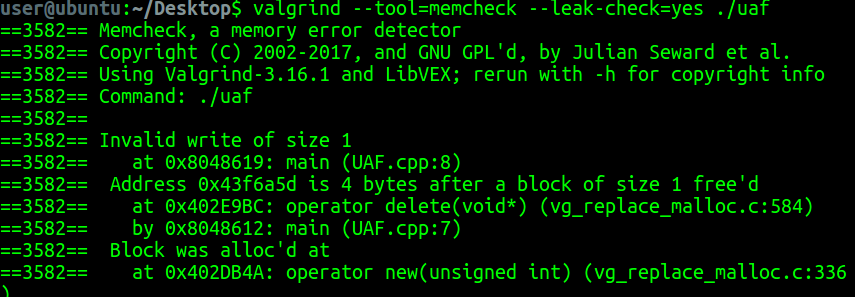 user@ubuntu:~/Desktop$ valgrind --tool=memcheck --leak-check=yes ./uaf
==3582== Memcheck, a memory error detector
==3582== Copyright (C) 2002-2017, and GNU GPL'd, by Julian Seward et al.
==3582== Using Valgrind-3.16.1 and LibVEX; rerun with -h for copyright info
==3582== Command: ./uaf
==3582==
==3582== Invalid write of size 1
==3582==    at 0x8048619: main (UAF.cpp:8)
==3582==  Address 0x43f6a5d is 4 bytes after a block of size 1 free'd
==3582==    at 0x402E9BC: operator delete(void*) (vg_replace_malloc.c:584)
==3582==    by 0x8048612: main (UAF.cpp:7)
==3582==  Block was alloc'd at
==3582==    at 0x402DB4A: operator new(unsigned int) (vg_replace_malloc.c:336
)